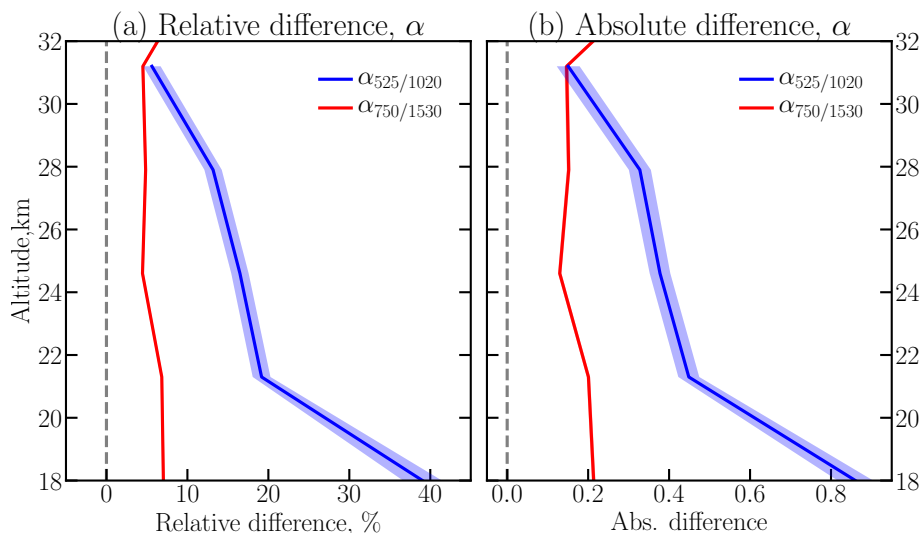 (a) Relative difference, α
(b) Absolute difference, α
32
30
28
26
24
22
20
18
Altitude,km
α525/1020
α750/1530
0
10
20
30
40
Relative difference, %
α525/1020
α750/1530
0.0
0.2
0.4
0.6
0.8
Abs. difference
32
30
28
26
24
22
20
18